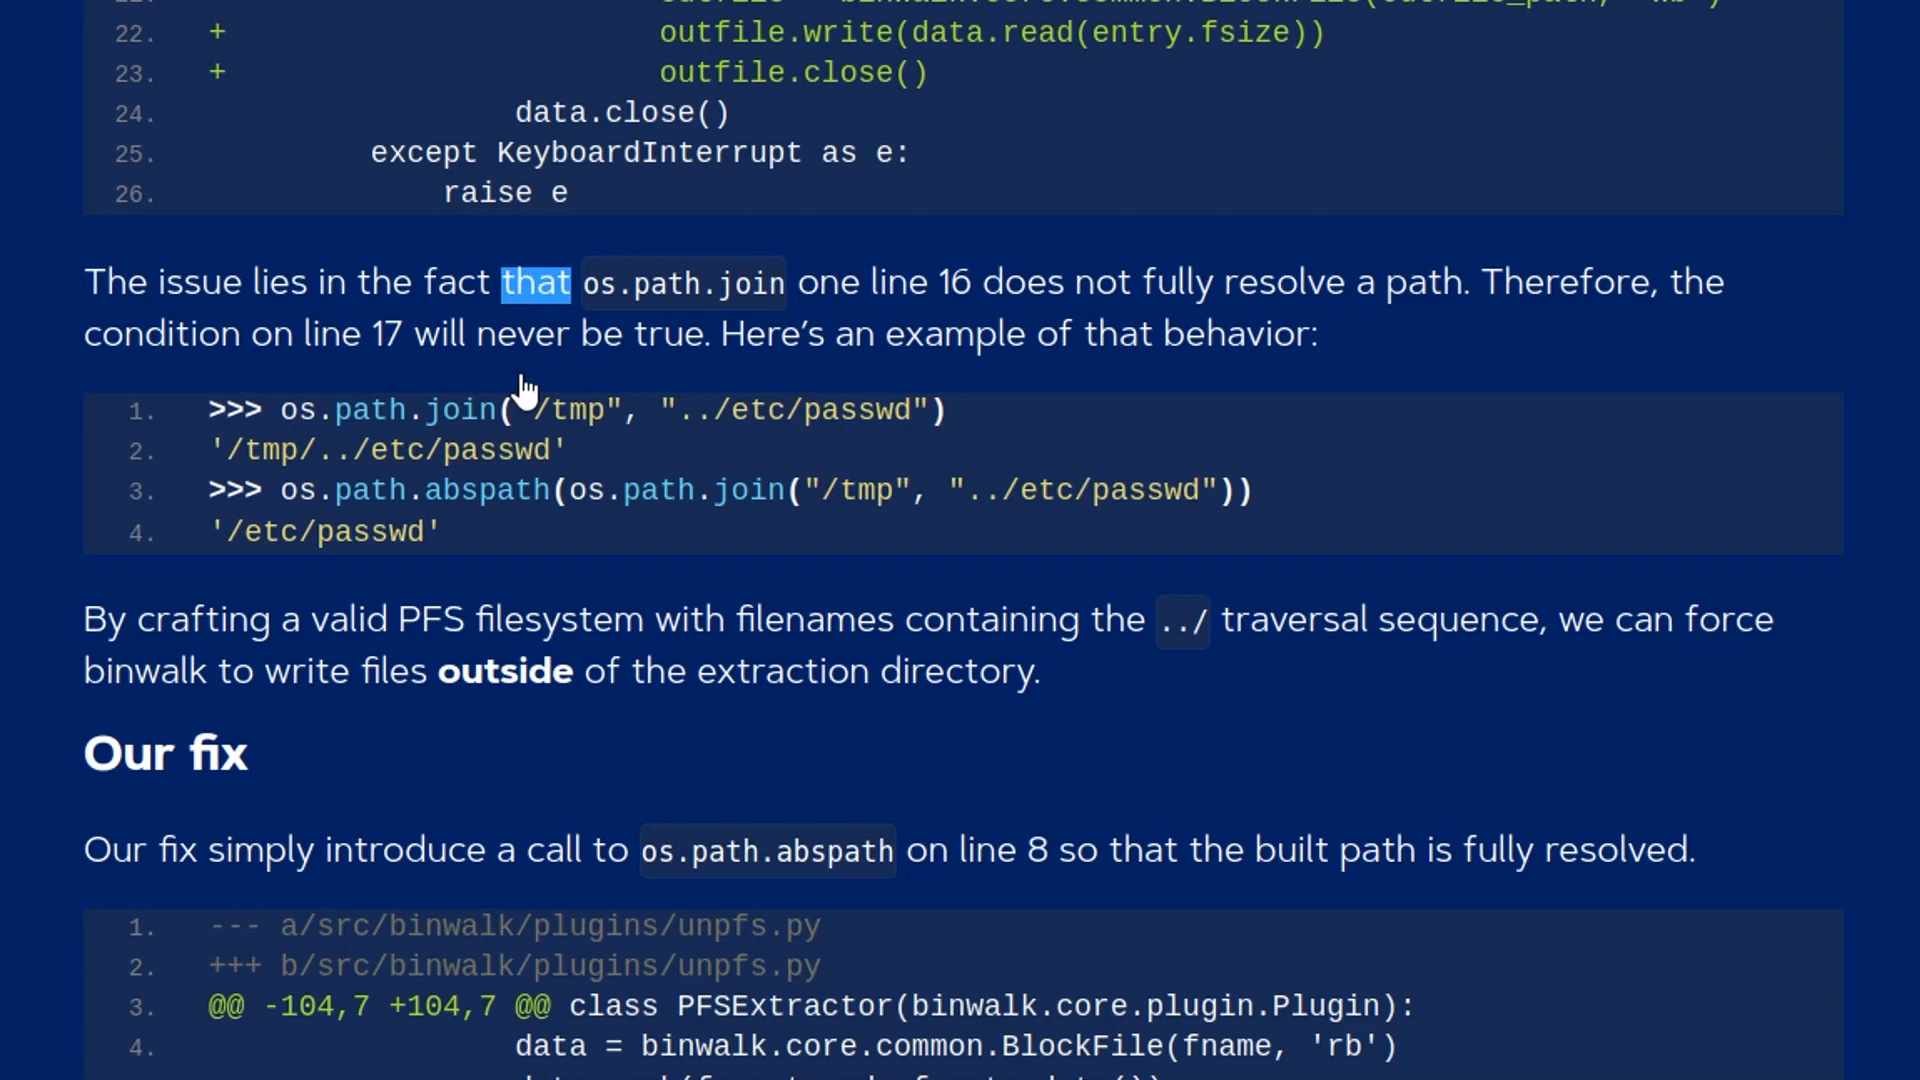 22. + outfile.write(data.read(entry.fsize))
23. + outfile.close()
24. data.close()
25. except KeyboardInterrupt as e:
26. raise e
The issue lies in the fact that os.path.join one line 16 does not fully resolve a path. Therefore, the
condition on line 17 will never be true. Here’s an example of that behavior:
1. >>> os.path.join("/tmp", "../etc/passwd")
2. '/tmp/../etc/passwd'
3. >>> os.path.abspath(os.path.join("/tmp", "../etc/passwd"))
4. '/etc/passwd'
By crafting a valid PFS filesystem with filenames containing the ../ traversal sequence, we can force
binwalk to write files outside of the extraction directory.
Our fix
Our fix simply introduce a call to os.path.abspath on line 8 so that the built path is fully resolved.
1. --- a/src/binwalk/plugins/unpfs.py
2. +++ b/src/binwalk/plugins/unpfs.py
3. @@ -104,7 +104,7 @@ class PFSExtractor(binwalk.core.plugin.Plugin):
4. data = binwalk.core.common.BlockFile(fname, 'rb')